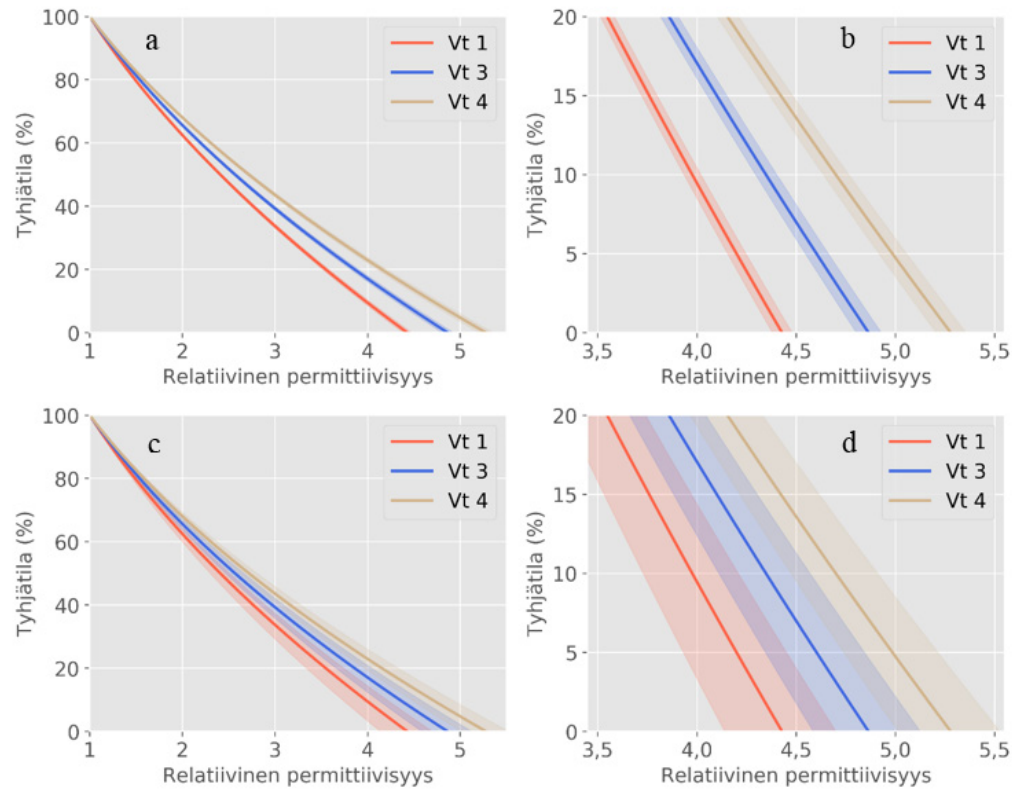 a
Vt 1
Vt 3
Vt 4
100
80
60
40
20
0
Tyhjätila (%)
1 2 3 4 5
Relatiivinen permittiivisyys
b
Vt 1
Vt 3
Vt 4
20
15
10
5
0
Tyhjätila (%)
3,5 4,0 4,5 5,0 5,5
Relatiivinen permittiivisyys
c
Vt 1
Vt 3
Vt 4
100
80
60
40
20
0
Tyhjätila (%)
1 2 3 4 5
Relatiivinen permittiivisyys
d
Vt 1
Vt 3
Vt 4
20
15
10
5
0
Tyhjätila (%)
3,5 4,0 4,5 5,0 5,5
Relatiivinen permittiivisyys